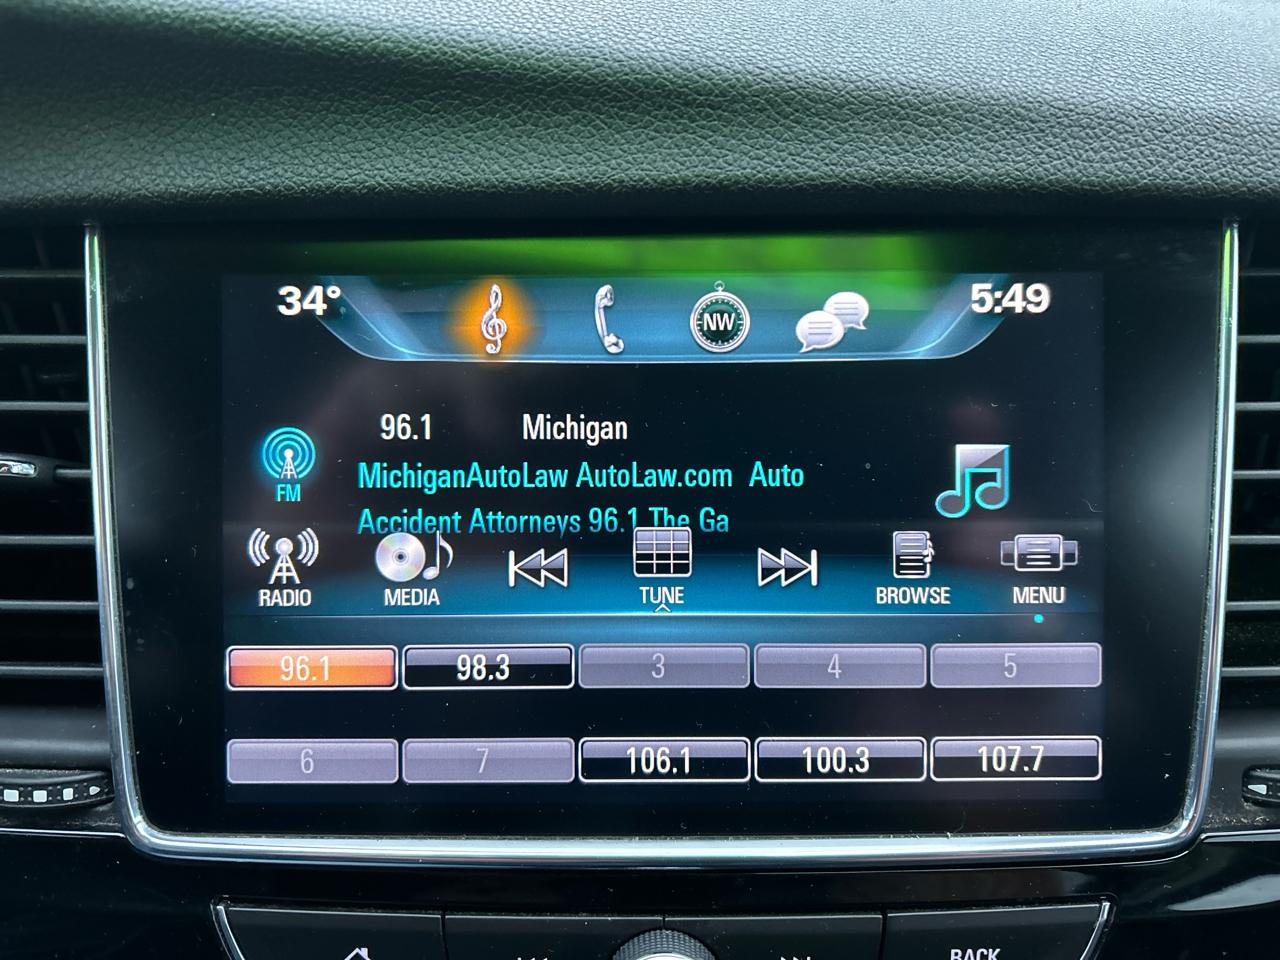 34° NW 5:49
96.1 Michigan
FM MichiganAutoLaw AutoLaw.com Auto
Accident Attorneys 96.1 The Ga
RADIO MEDIA TUNE BROWSE MENU
96.1 98.3 3 4 5
6 7 106.1 100.3 107.7
BACK